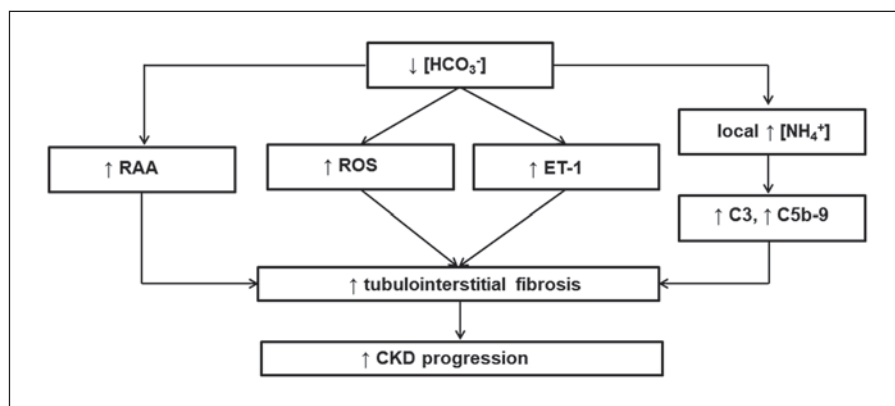 ↓ [HCO₃⁻]
local ↑ [NH₄⁺]
↑ RAA
↑ ROS
↑ ET-1
↑ C3, ↑ C5b-9
↑ tubulointerstitial fibrosis
↑ CKD progression